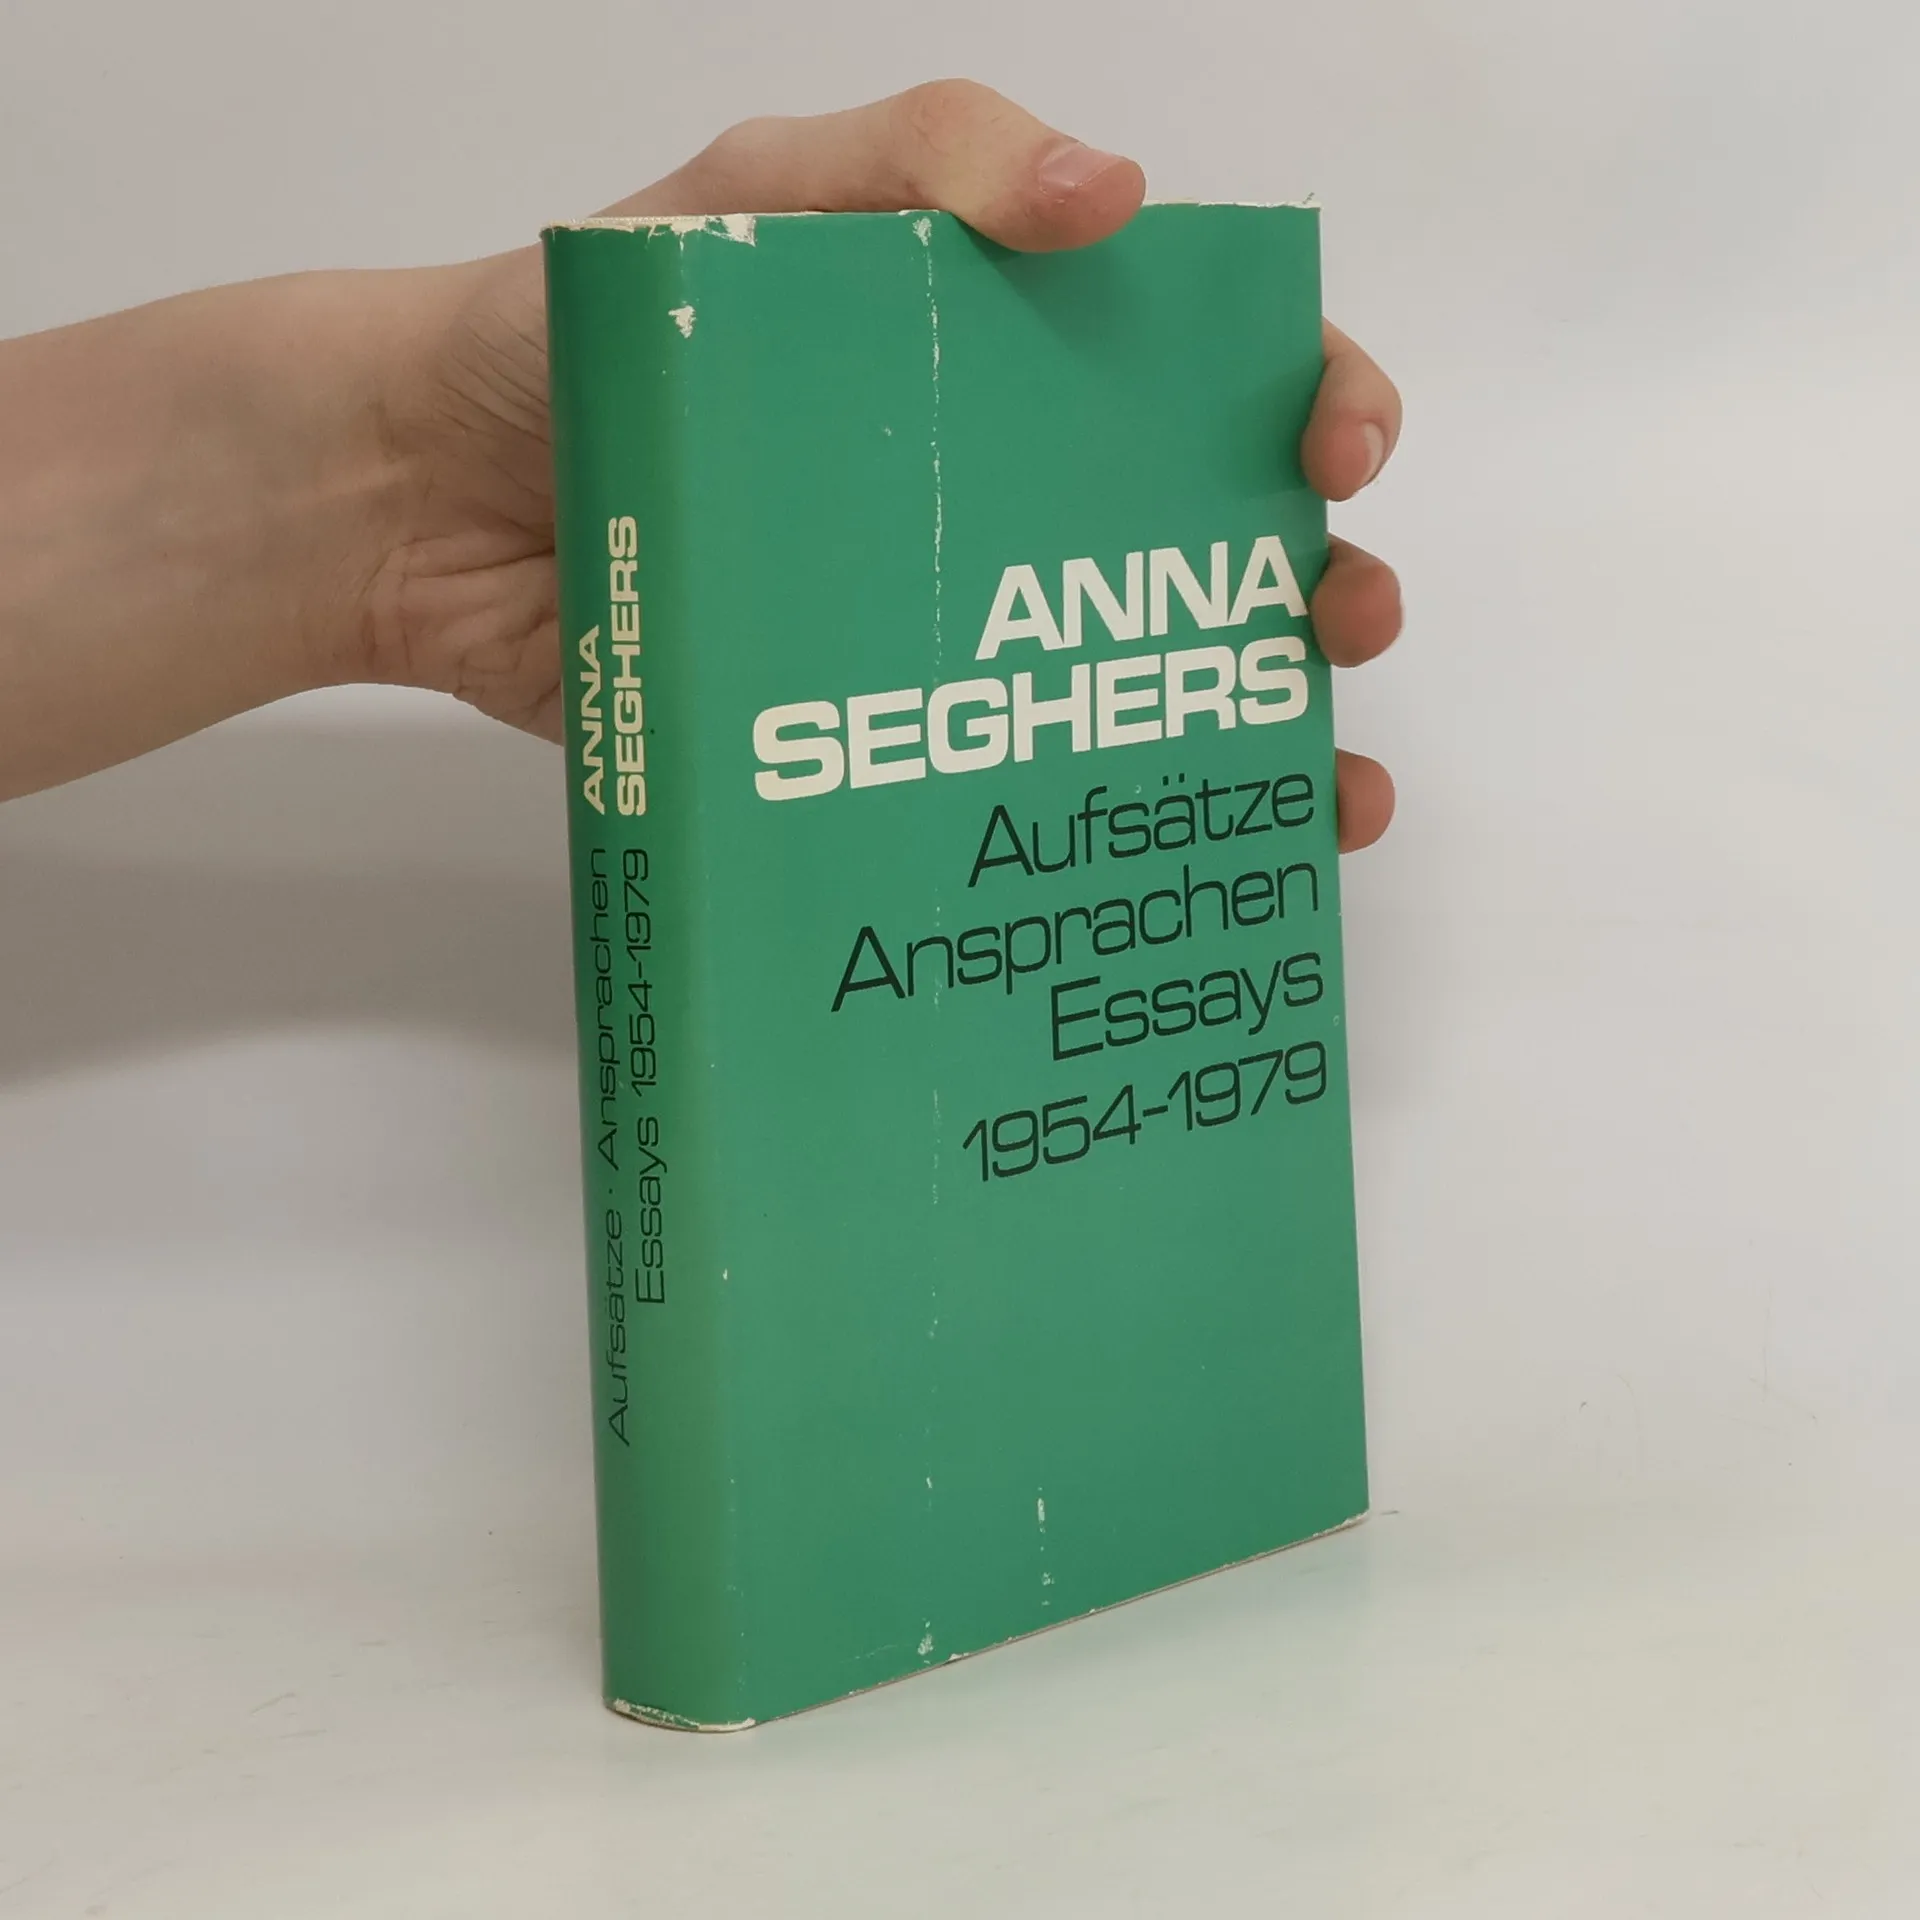 ANNA
SEGHERS
Aufsätze · Ansprachen
Essays 1954-1979
ANNA
SEGHERS
Aufsätze
Ansprachen
Essays
1954-1979